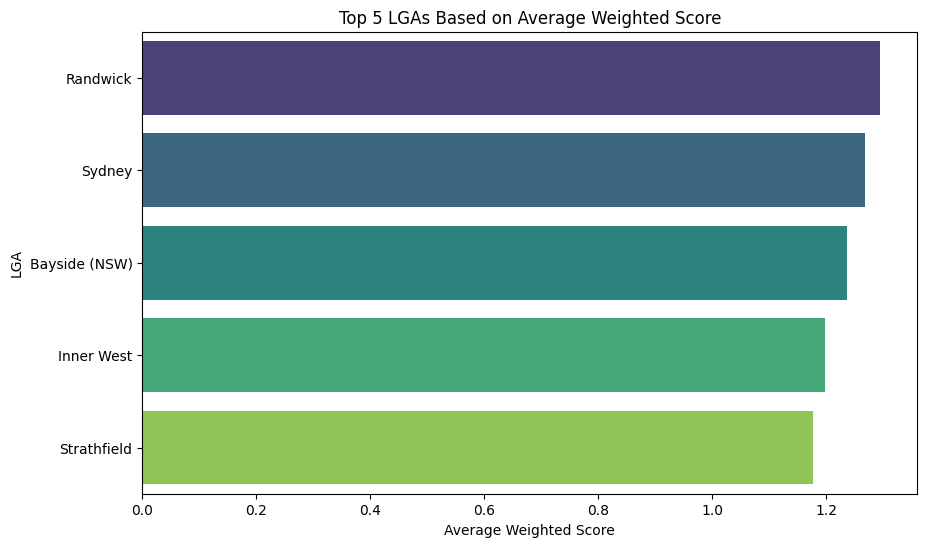 Top 5 LGAs Based on Average Weighted Score
LGA
Randwick
Sydney
Bayside (NSW)
Inner West
Strathfield
0.0 0.2 0.4 0.6 0.8 1.0 1.2
Average Weighted Score